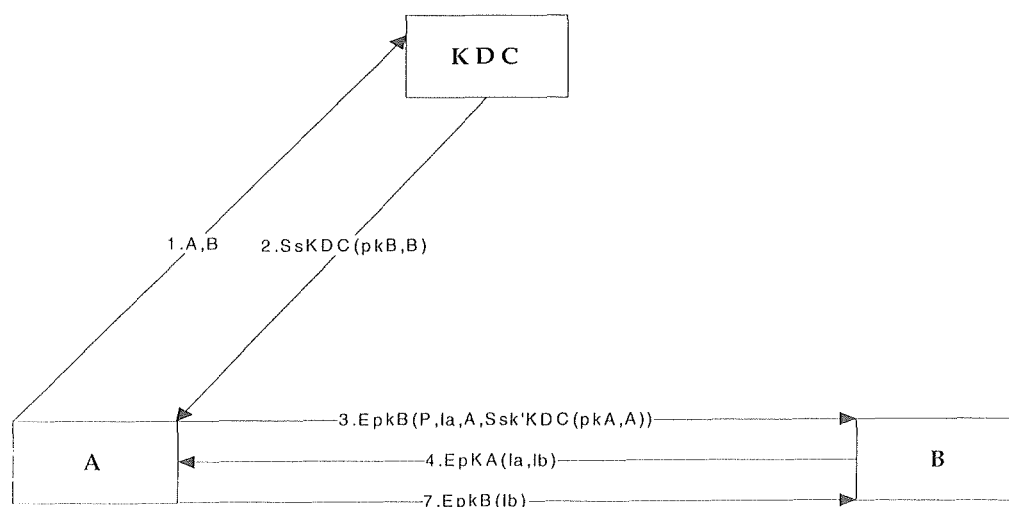 KDC
1.A,B
2.SsKDC(pkB,B)
3.EpkB(P,Ia,A,Ssk'KDC(pkA,A))
A
4.EpKA(Ia,Ib)
B
7.EpkB(Ib)